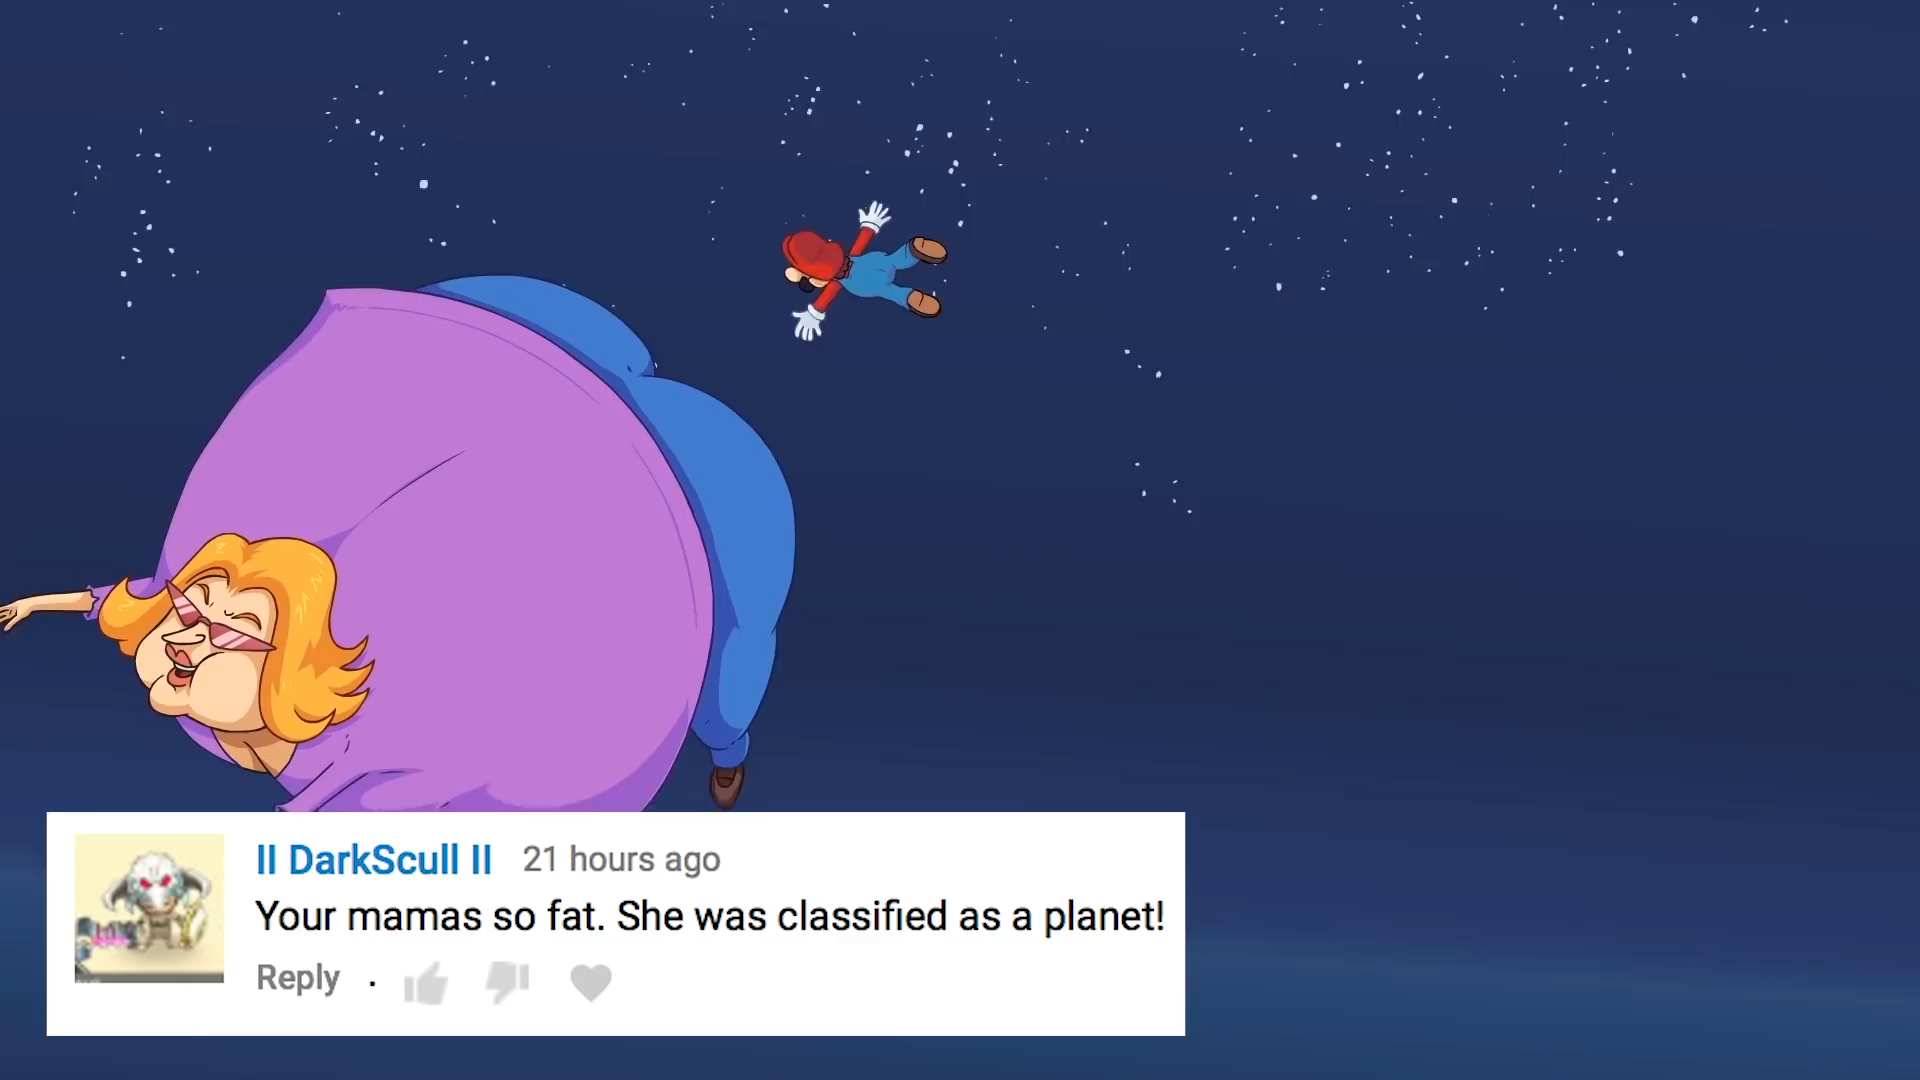 II DarkScull II 21 hours ago
Your mamas so fat. She was classified as a planet!
Reply .